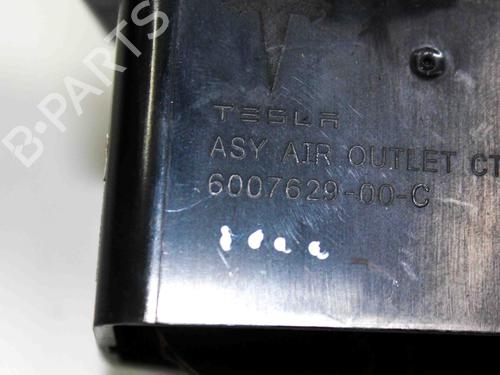 TESLA
ASY AIR OUTLET CT
6007629-00-C
B-PARTS